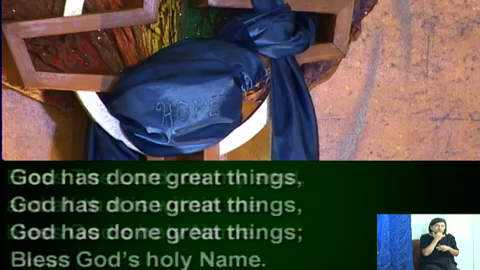 HOPE
God has done great things,
God has done great things,
God has done great things;
Bless God's holy Name.